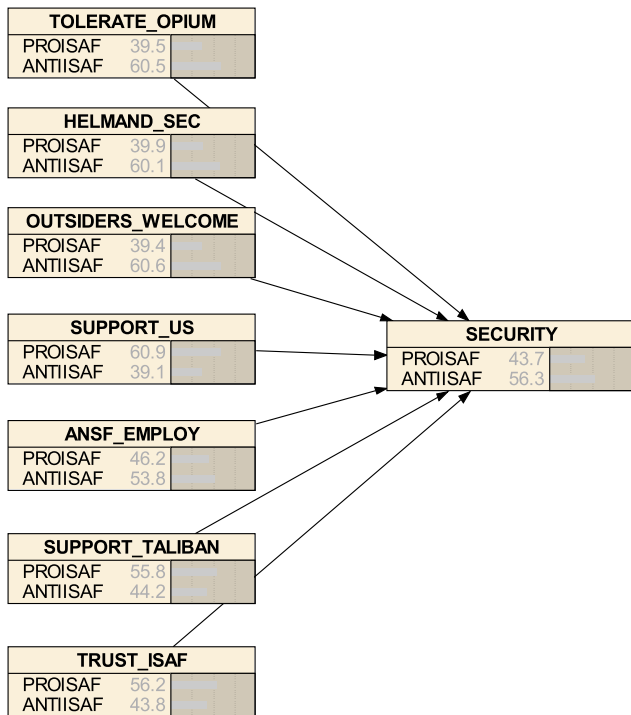 TOLERATE_OPIUM
PROISAF 39.5
ANTIISAF 60.5
HELMAND_SEC
PROISAF 39.9
ANTIISAF 60.1
OUTSIDERS_WELCOME
PROISAF 39.4
ANTIISAF 60.6
SUPPORT_US
PROISAF 60.9
ANTIISAF 39.1
ANSF_EMPLOY
PROISAF 46.2
ANTIISAF 53.8
SUPPORT_TALIBAN
PROISAF 55.8
ANTIISAF 44.2
TRUST_ISAF
PROISAF 56.2
ANTIISAF 43.8
SECURITY
PROISAF 43.7
ANTIISAF 56.3